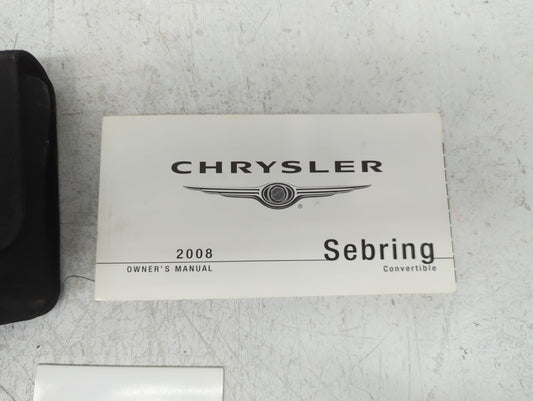 CHRYSLER
®
2008 Sebring
OWNER'S MANUAL Convertible